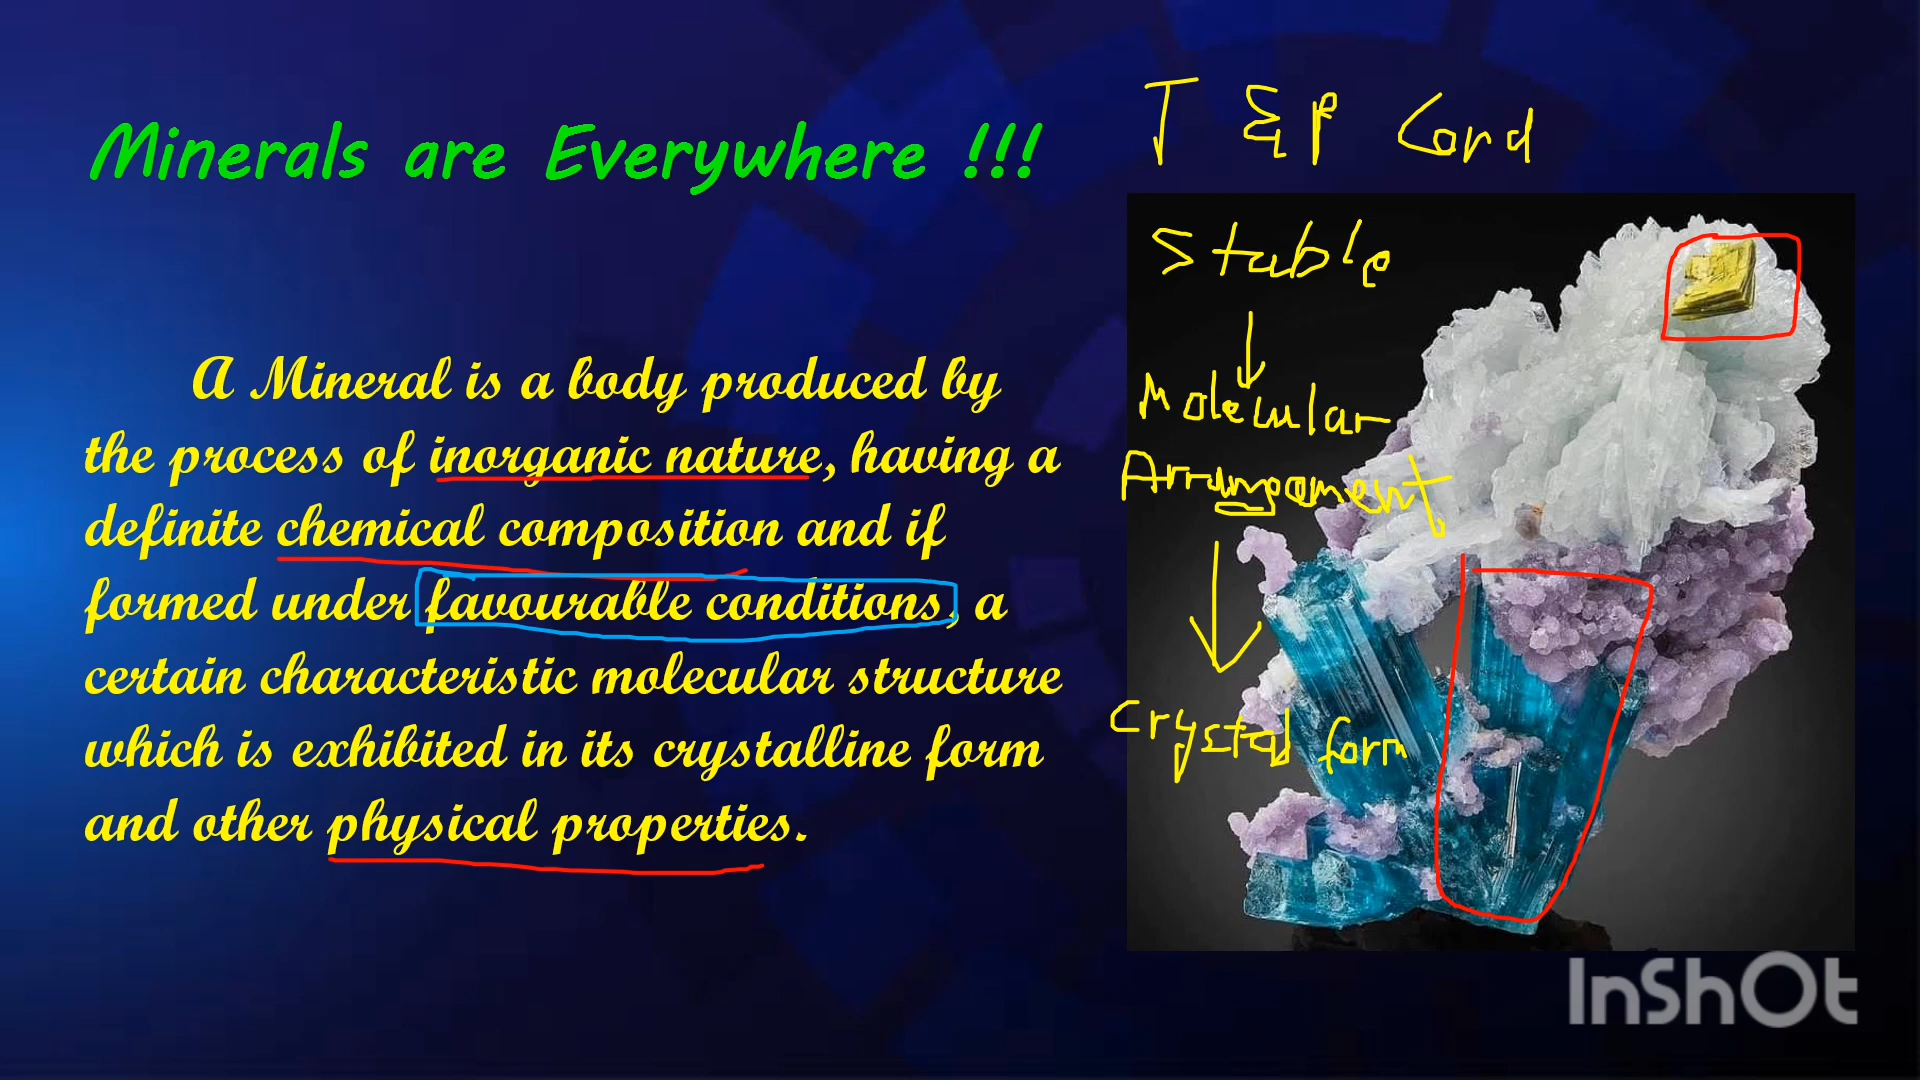 Minerals are Everywhere !!!
A Mineral is a body produced by
the process of inorganic nature, having a
definite chemical composition and if
formed under favourable conditions, a
certain characteristic molecular structure
which is exhibited in its crystalline form
and other physical properties.
T & P Cond
Stable
Molecular
Arrangement
Crystal form
InShOt